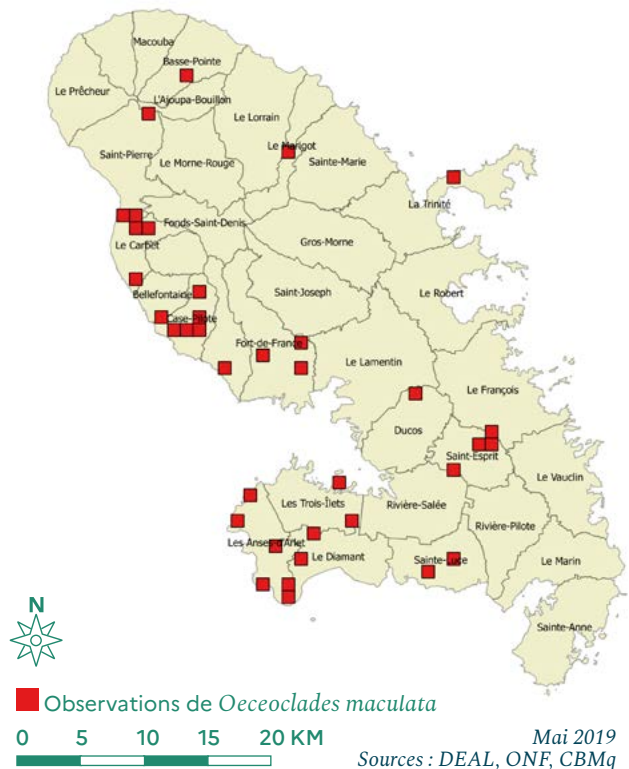 Macouba
Basse-Pointe
Le Prêcheur
L'Ajoupa-Bouillon
Le Lorrain
Le Marigot
Saint-Pierre
Le Morne-Rouge
Sainte-Marie
La Trinité
Fonds-Saint-Denis
Le Carbet
Gros-Morne
Bellefontaine
Saint-Joseph
Le Robert
Case-Pilote
Fort-de-France
Le Lamentin
Le François
Ducos
Saint-Esprit
Le Vauclin
Les Trois-Îlets
Rivière-Salée
Rivière-Pilote
Les Anses-d'Arlet
Le Diamant
Sainte-Luce
Le Marin
Sainte-Anne
N
Observations de Oeceoclades maculata
0 5 10 15 20 KM
Mai 2019
Sources : DEAL, ONF, CBMq